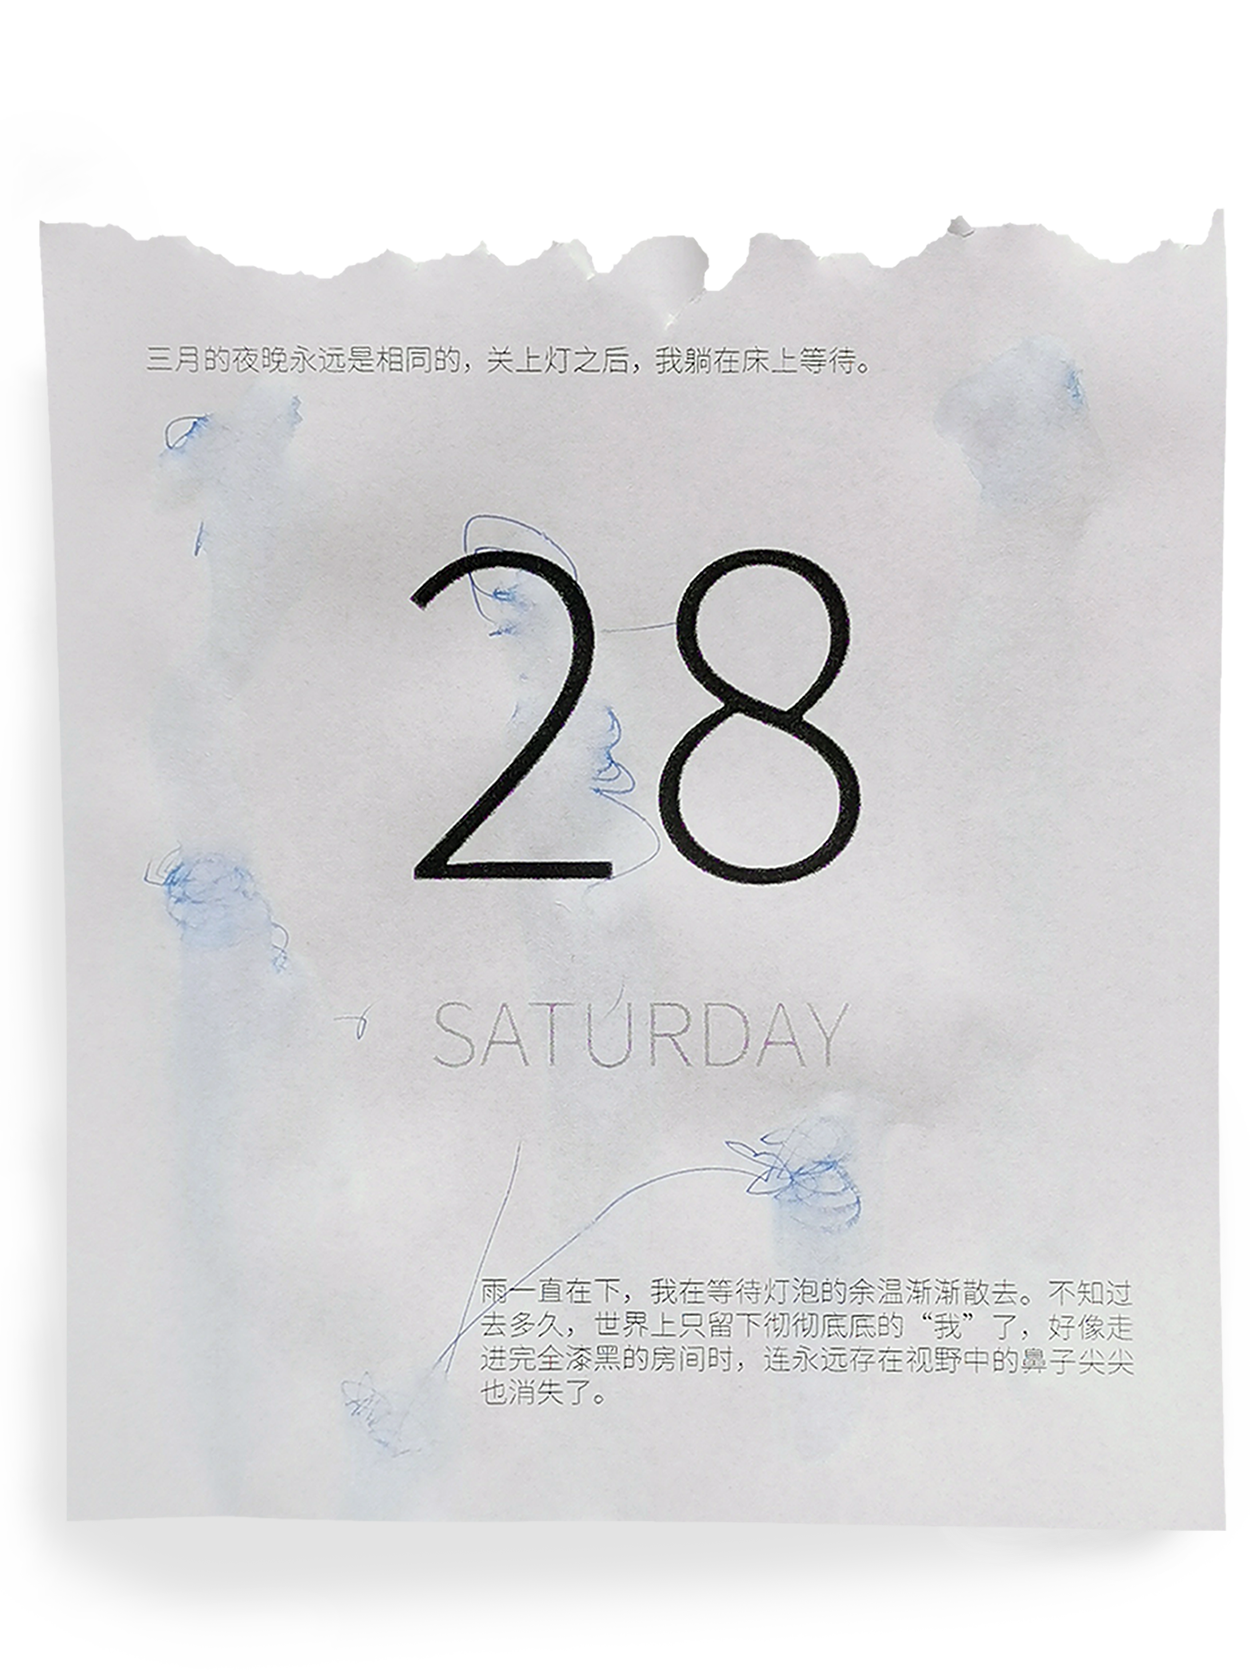 三月的夜晚永远是相同的，关上灯之后，我躺在床上等待。
28
SATURDAY
雨一直在下，我在等待灯泡的余温渐渐散去。不知过
去多久，世界上只留下彻彻底底的“我”了，好像走
进完全漆黑的房间时，连永远存在视野中的鼻子尖尖
也消失了。